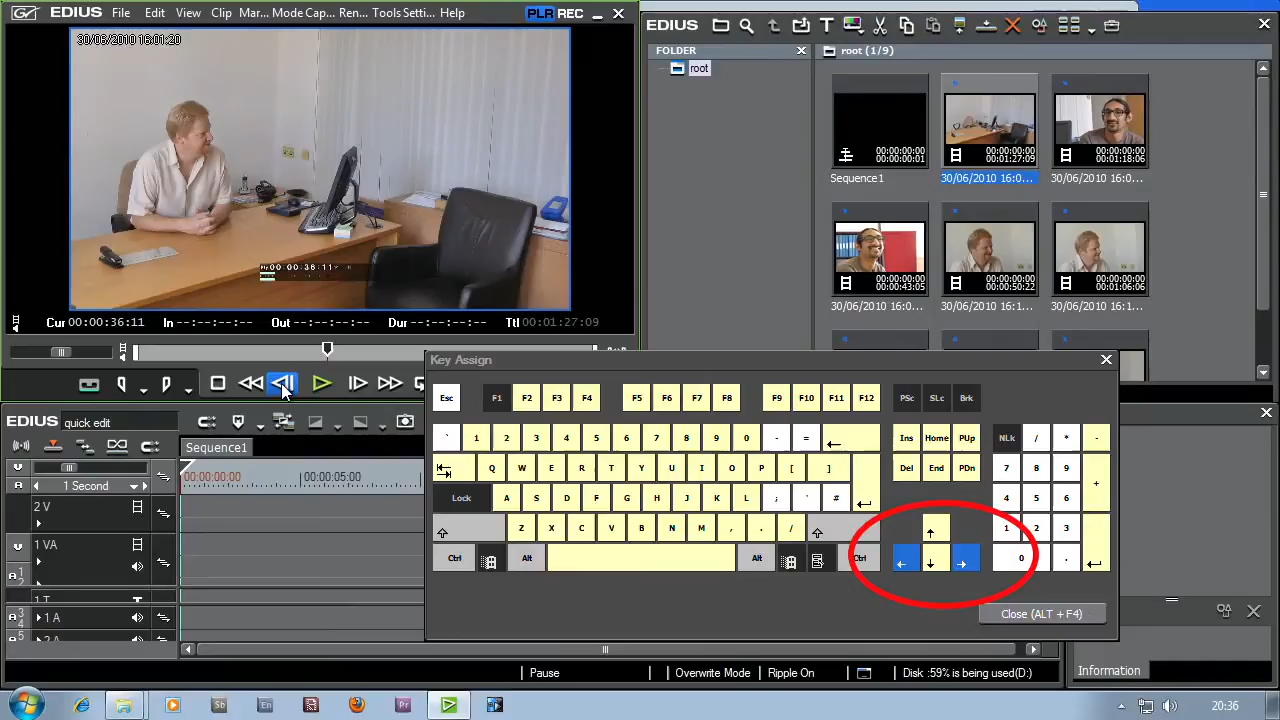 EDIUS File Edit View Clip Mar... Mode Cap... Ren... Tools Setti... Help PLR REC
30/06/2010 16:01:20
00:00:36:11
Cur 00:00:36:11 In --:--:--:-- Out --:--:--:-- Dur --:--:--:-- Ttl 00:01:27:09
EDIUS
FOLDER
root
root (1/9)
00:00:00:00
00:00:00:01
Sequence1
00:00:00:00
00:01:27:09
30/06/2010 16:0...
00:00:00:00
00:01:18:06
30/06/2010 16:0...
00:00:00:00
00:00:43:05
30/06/2010 16:0...
00:00:00:00
00:00:50:22
30/06/2010 16:1...
00:00:00:00
00:01:06:06
30/06/2010 16:1...
Key Assign
Esc F1 F2 F3 F4 F5 F6 F7 F8 F9 F10 F11 F12 PSc SLc Brk
` 1 2 3 4 5 6 7 8 9 0 - = ← Ins Home PUp NLk / * -
Q W E R T Y U I O P [ ] Del End PDn 7 8 9 +
Lock A S D F G H J K L ; ' # 4 5 6
Z X C V B N M , . / ↑ 1 2 3
Ctrl Alt Alt Ctrl ← ↓ → 0 .
Close (ALT + F4)
EDIUS quick edit
Sequence1
1 Second
00:00:00:00 00:00:05:00
2 V
1 VA
1 T
1 A
2 A
Pause Overwrite Mode Ripple On Disk :59% is being used(D:)
Information
Sb En Pr 20:36